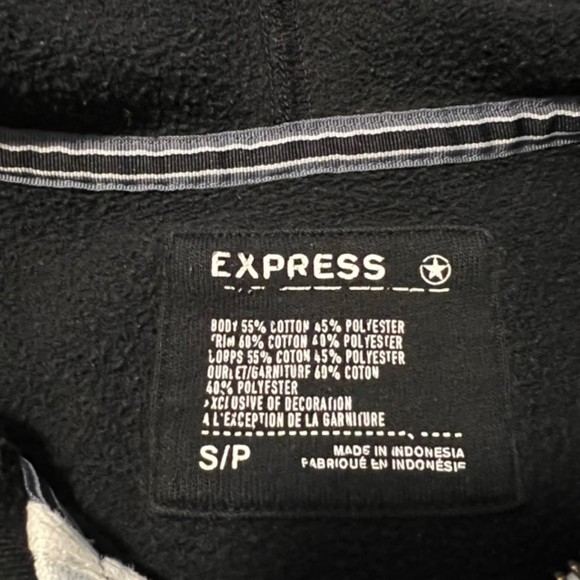 EXPRESS
BODY 55% COTTON 45% POLYESTER
TRIM 60% COTTON 40% POLYESTER
CORPS 55% COTON 45% POLYESTER
OURLET/GARNITURE 60% COTON
40% POLYESTER
EXCLUSIVE OF DECORATION
A L'EXCEPTION DE LA GARNITURE
S/P
MADE IN INDONESIA
FABRIQUÉ EN INDONÉSIE